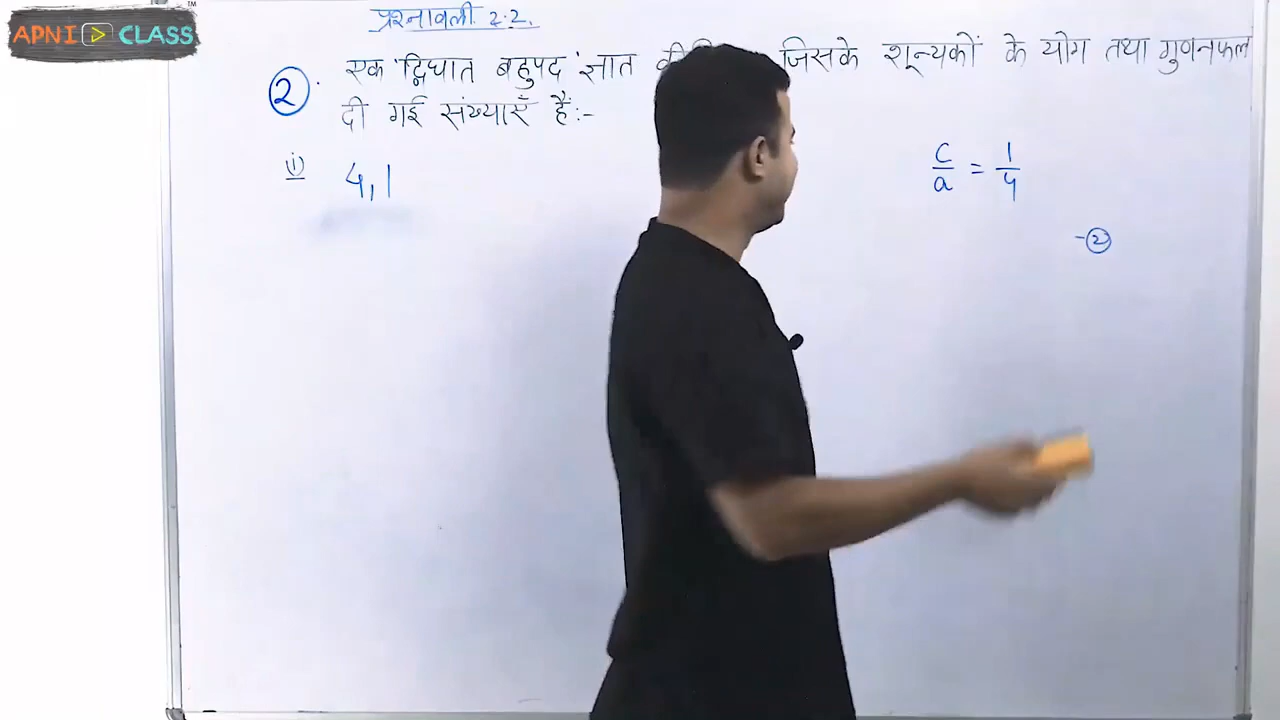 APNI CLASS™
प्रश्नावली 2.2.
② एक द्विघात बहुपद ज्ञात जिसके शून्यकों के योग तथा गुणनफल
दी गई संख्याएँ हैं:-
(i) 4, 1
c/a = 1/4
-②